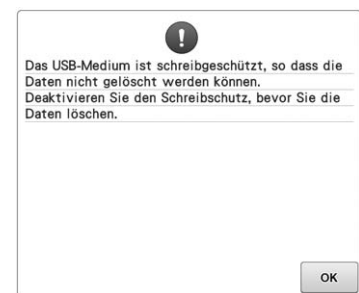 Das USB-Medium ist schreibgeschützt, so dass die
Daten nicht gelöscht werden können.
Deaktivieren Sie den Schreibschutz, bevor Sie die
Daten löschen.
OK